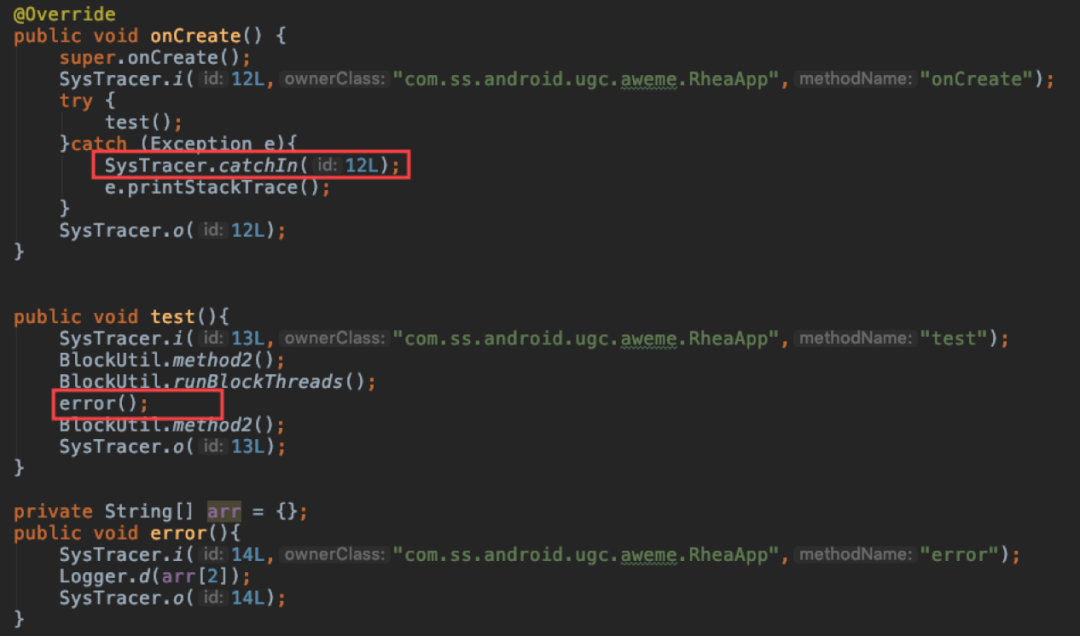 @Override
public void onCreate() {
super.onCreate();
SysTracer.i( id: 12L, ownerClass: "com.ss.android.ugc.aweme.RheaApp", methodName: "onCreate");
try {
test();
}catch (Exception e){
SysTracer.catchIn( id: 12L);
e.printStackTrace();
}
SysTracer.o( id: 12L);
}
public void test(){
SysTracer.i( id: 13L, ownerClass: "com.ss.android.ugc.aweme.RheaApp", methodName: "test");
BlockUtil.method2();
BlockUtil.runBlockThreads();
error();
BlockUtil.method2();
SysTracer.o( id: 13L);
}
private String[] arr = {};
public void error(){
SysTracer.i( id: 14L, ownerClass: "com.ss.android.ugc.aweme.RheaApp", methodName: "error");
Logger.d(arr[2]);
SysTracer.o( id: 14L);
}